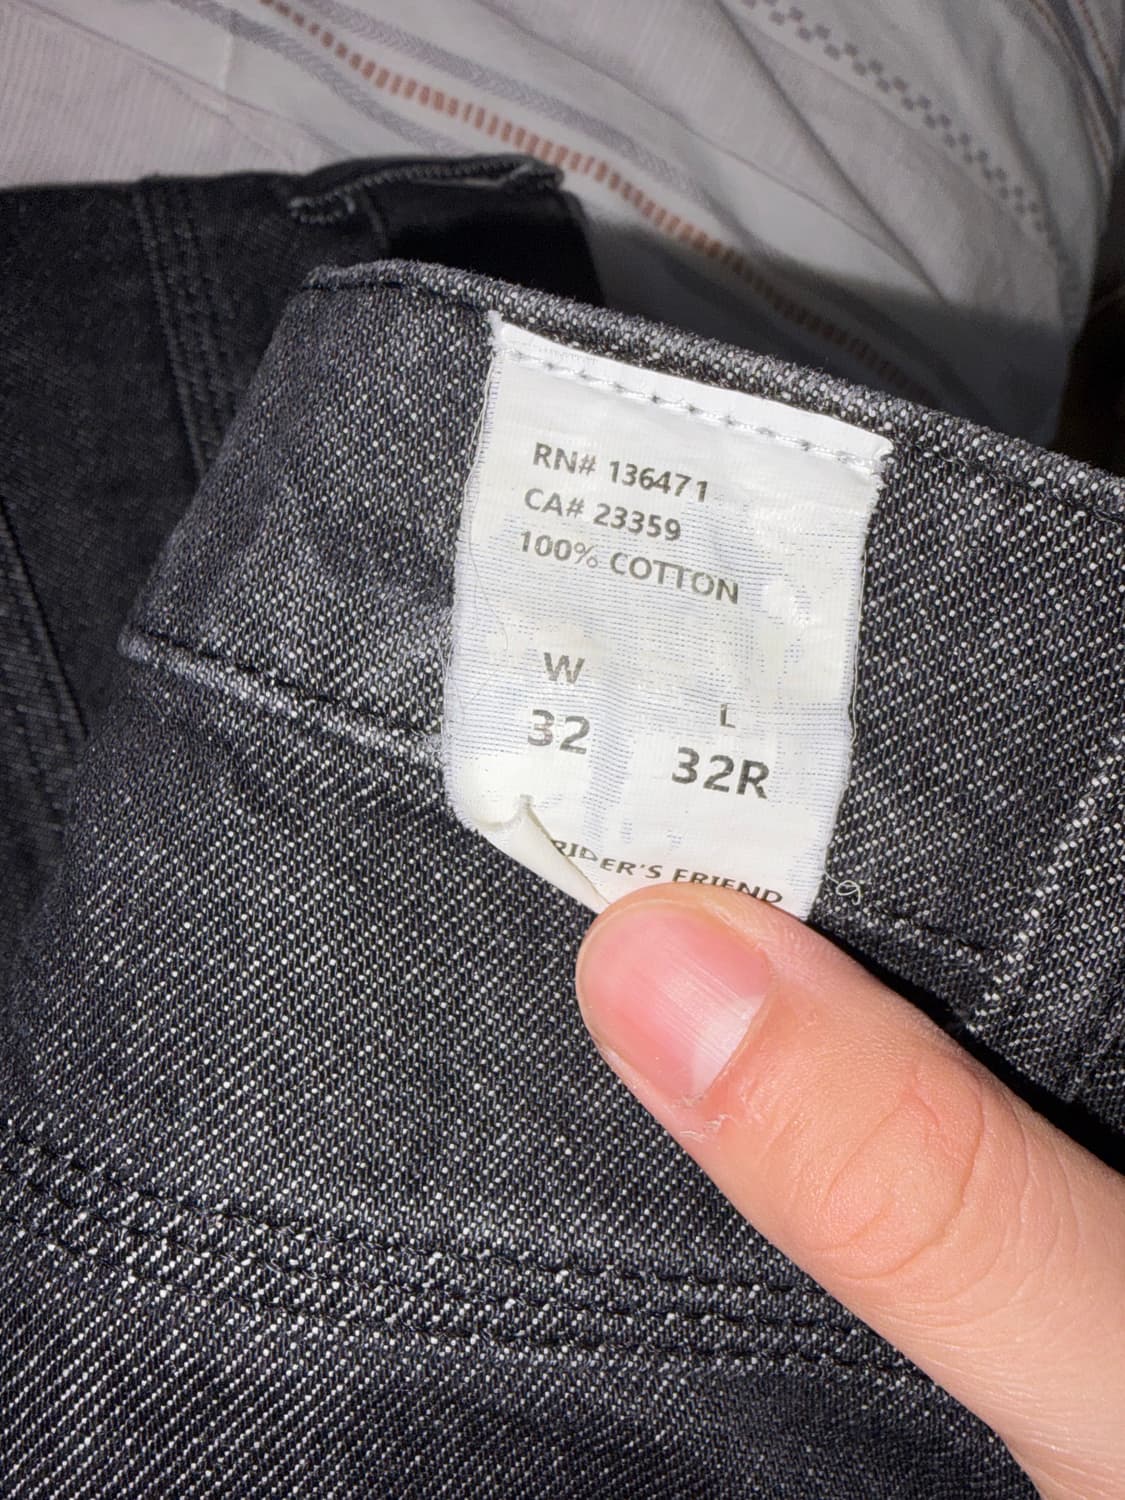 RN# 136471
CA# 23359
100% COTTON
W
L
32
32R
RIDER'S FRIEND